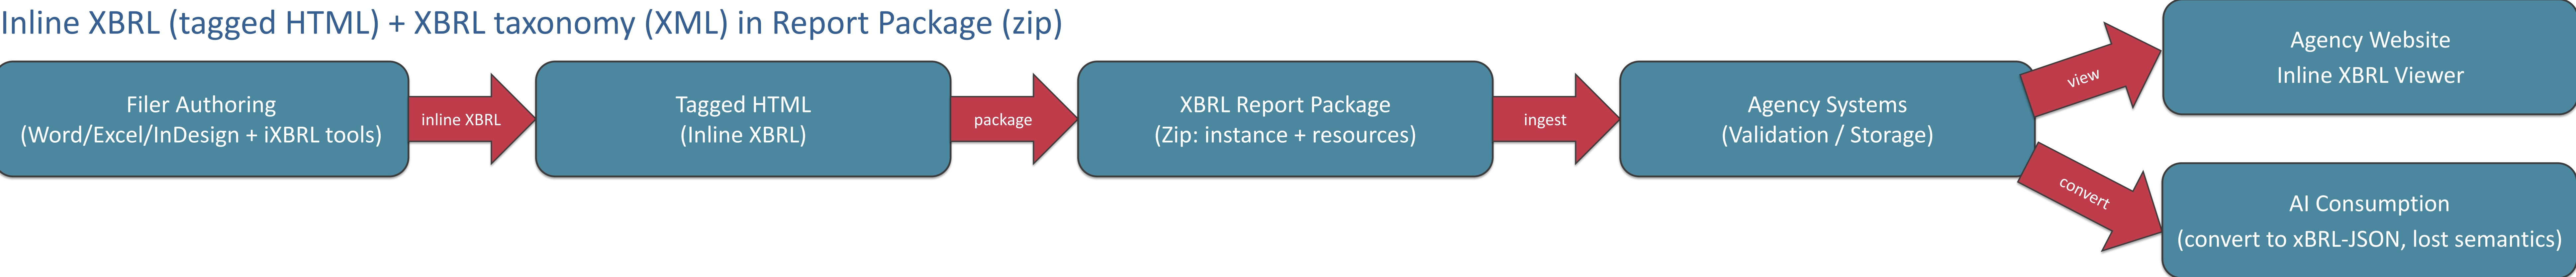 Inline XBRL (tagged HTML) + XBRL taxonomy (XML) in Report Package (zip)
Filer Authoring
(Word/Excel/InDesign + iXBRL tools)
inline XBRL
Tagged HTML
(Inline XBRL)
package
XBRL Report Package
(Zip: instance + resources)
ingest
Agency Systems
(Validation / Storage)
view
Agency Website
Inline XBRL Viewer
convert
AI Consumption
(convert to xBRL-JSON, lost semantics)